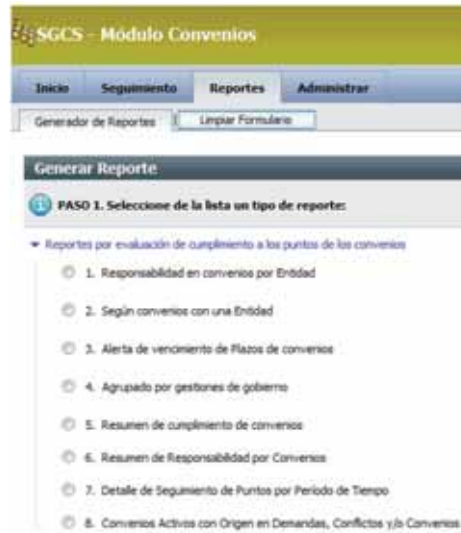 SGCS - Módulo Convenios
Inicio Seguimiento Reportes Administrar
Generador de Reportes Limpiar Formulario
Generar Reporte
PASO 1. Seleccione de la lista un tipo de reporte:
Reportes por evaluación de cumplimiento a los puntos de los convenios
1. Responsabilidad en convenios por Entidad
2. Según convenios con una Entidad
3. Alerta de vencimiento de Plazos de convenios
4. Agrupado por gestiones de gobierno
5. Resumen de cumplimiento de convenios
6. Resumen de Responsabilidad por Convenios
7. Detalle de Seguimiento de Puntos por Período de Tiempo
8. Convenios Activos con Origen en Demandas, Conflictos y/o Convenios